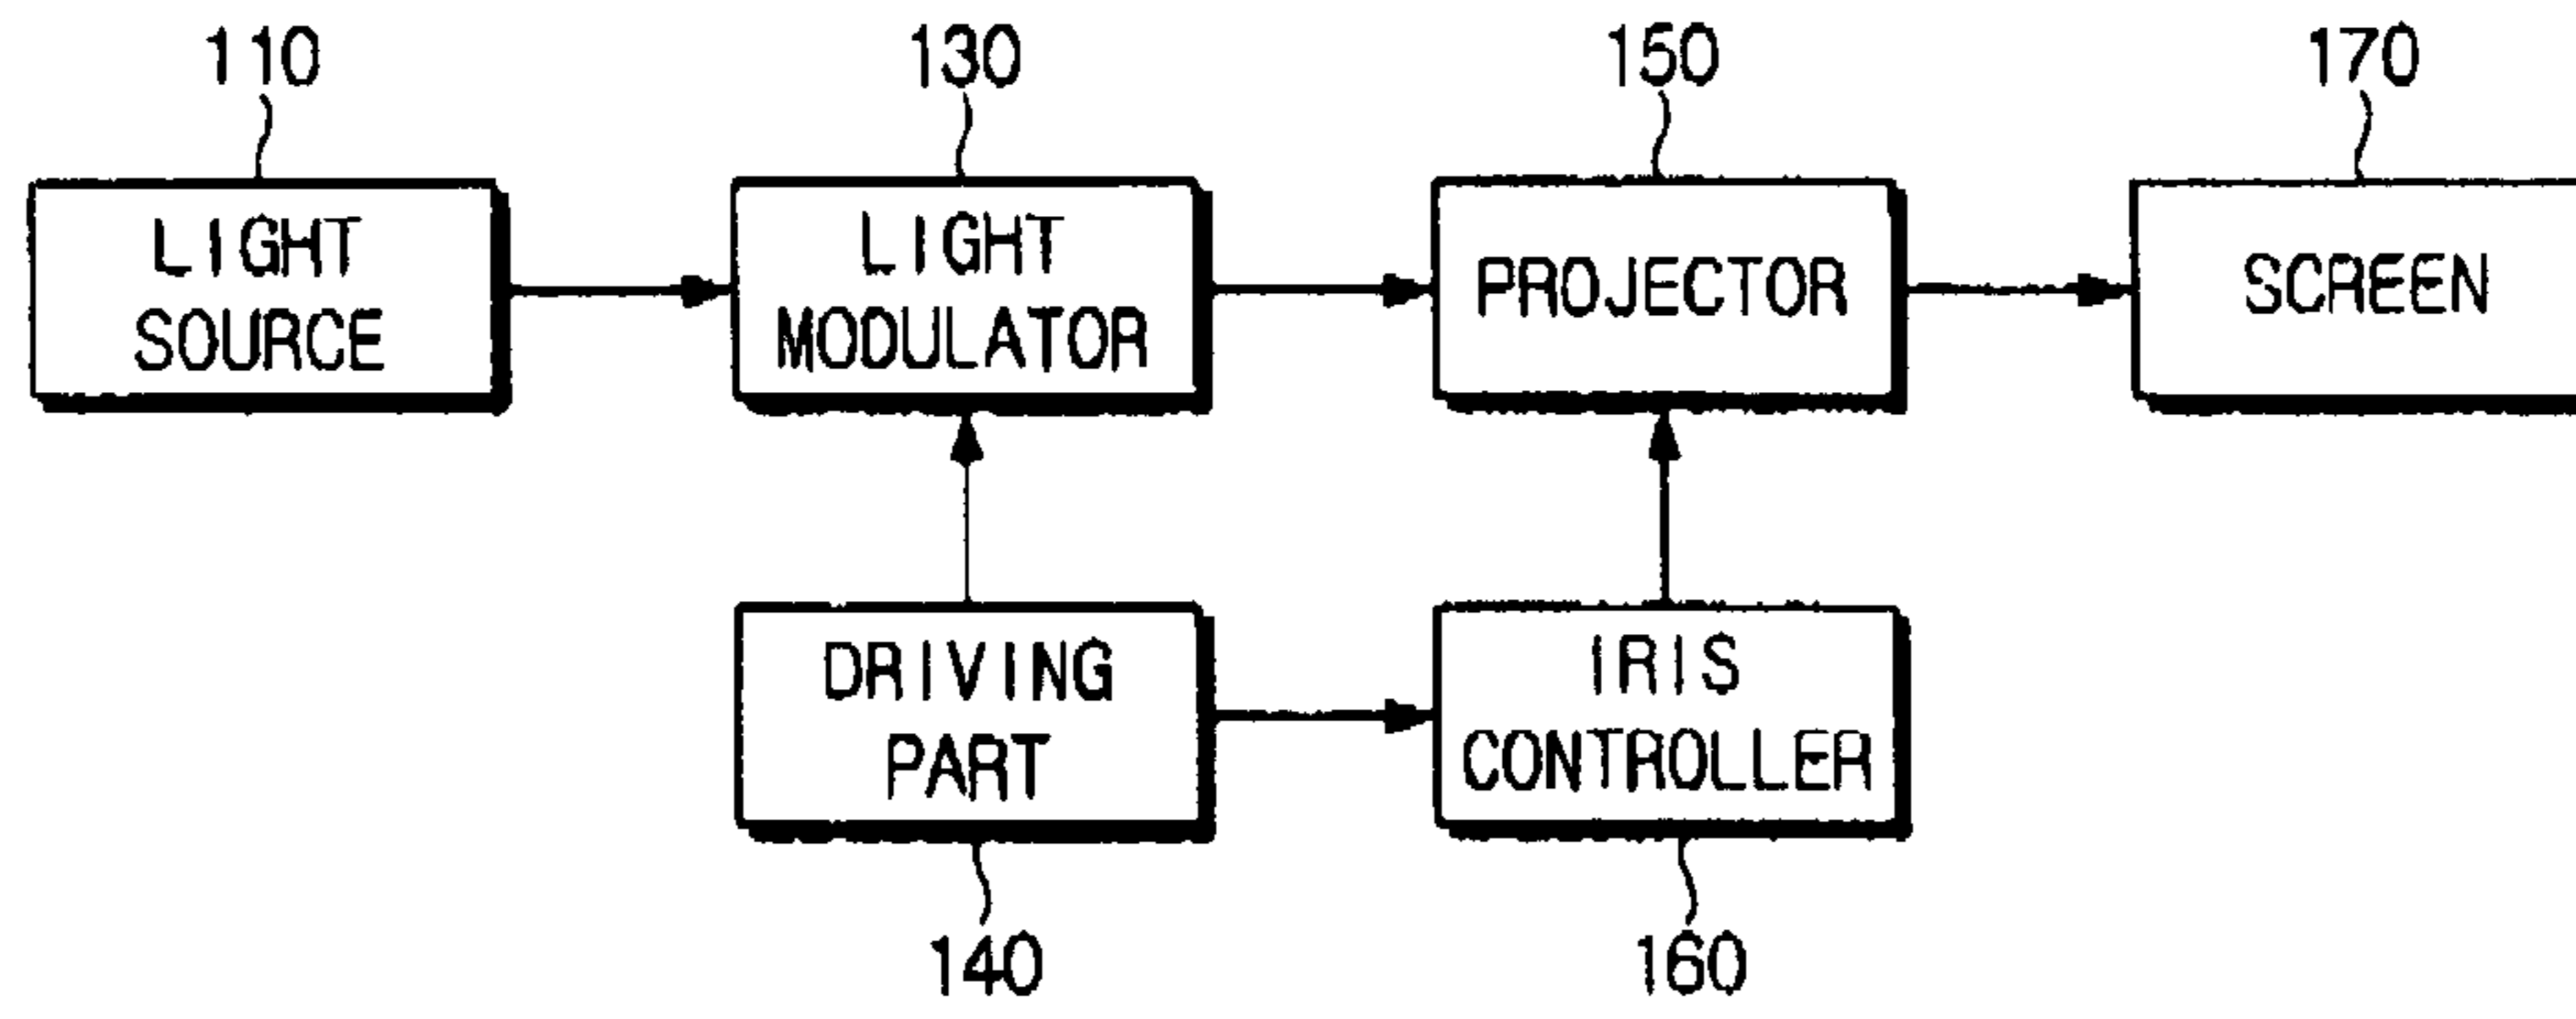 110
130
150
170
LIGHT
SOURCE
LIGHT
MODULATOR
PROJECTOR
SCREEN
DRIVING
PART
IRIS
CONTROLLER
140
160